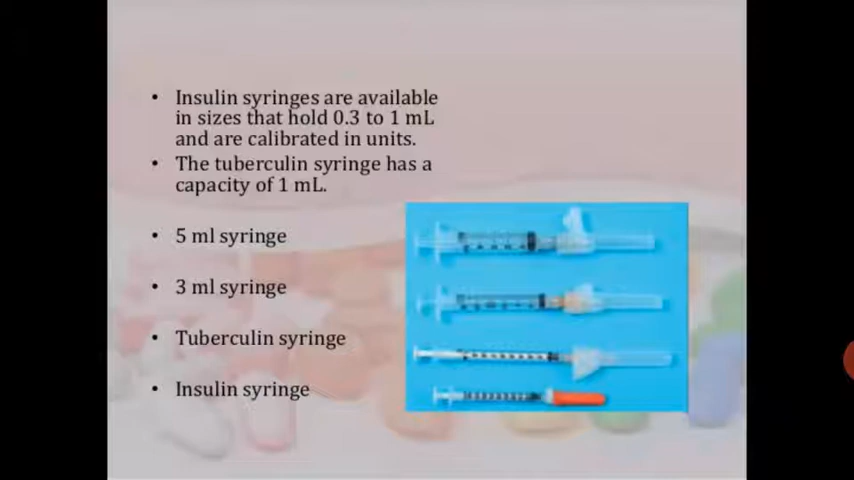 • Insulin syringes are available
in sizes that hold 0.3 to 1 mL
and are calibrated in units.
• The tuberculin syringe has a
capacity of 1 mL.
• 5 ml syringe
• 3 ml syringe
• Tuberculin syringe
• Insulin syringe